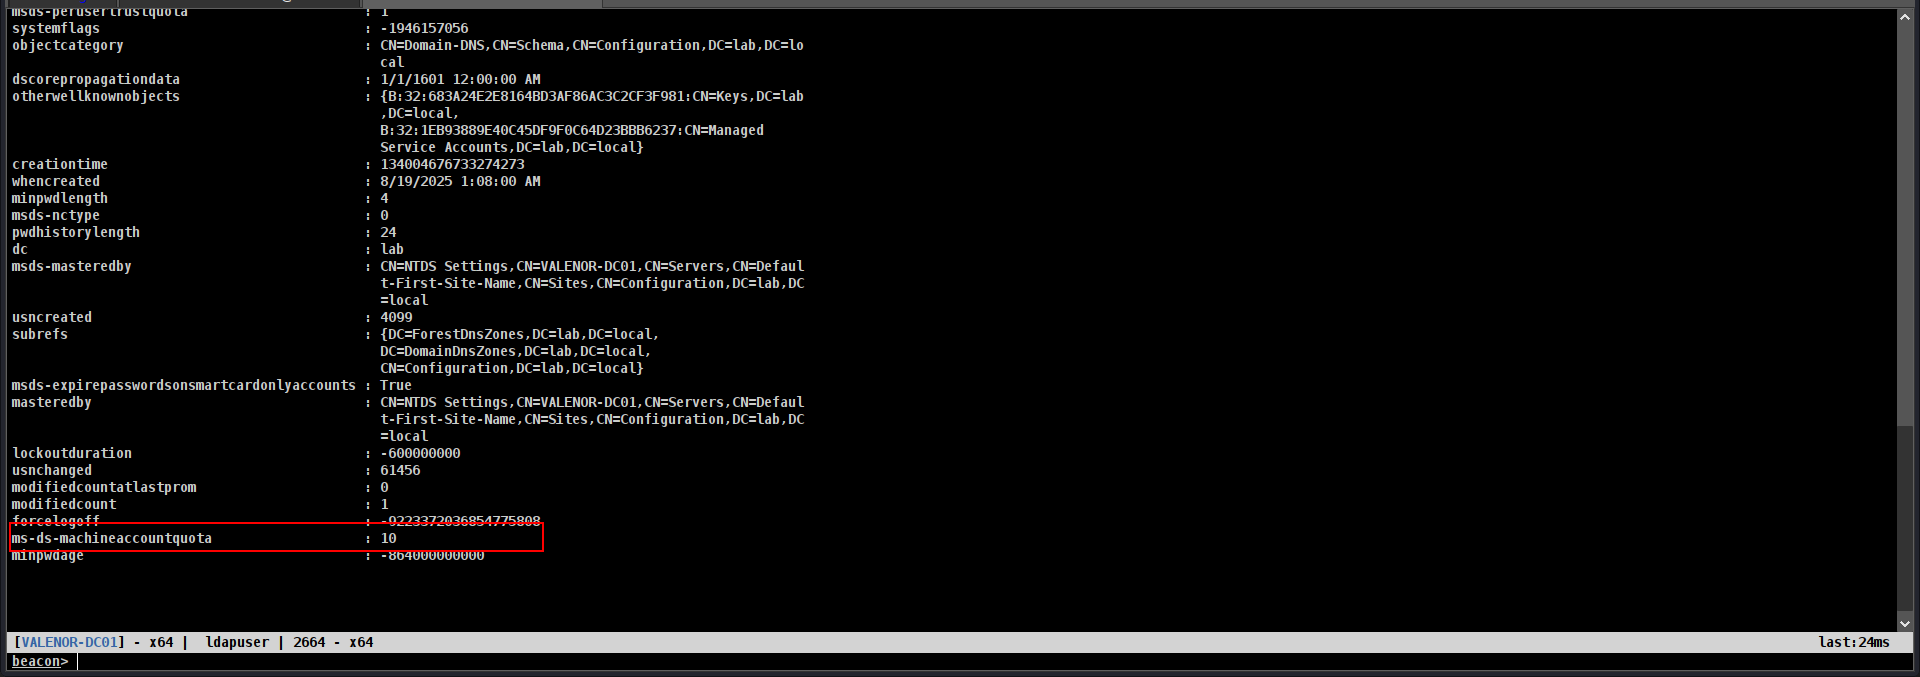 msds-perusertrustquota : 1
systemflags : -1946157056
objectcategory : CN=Domain-DNS,CN=Schema,CN=Configuration,DC=lab,DC=lo
cal
dscorepropagationdata : 1/1/1601 12:00:00 AM
otherwellknownobjects : {B:32:683A24E2E8164BD3AF86AC3C2CF3F981:CN=Keys,DC=lab
,DC=local,
B:32:1EB93889E40C45DF9F0C64D23BBB6237:CN=Managed
Service Accounts,DC=lab,DC=local}
creationtime : 134004676733274273
whencreated : 8/19/2025 1:08:00 AM
minpwdlength : 4
msds-nctype : 0
pwdhistorylength : 24
dc : lab
msds-masteredby : CN=NTDS Settings,CN=VALENOR-DC01,CN=Servers,CN=Defaul
t-First-Site-Name,CN=Sites,CN=Configuration,DC=lab,DC
=local
usncreated : 4099
subrefs : {DC=ForestDnsZones,DC=lab,DC=local,
DC=DomainDnsZones,DC=lab,DC=local,
CN=Configuration,DC=lab,DC=local}
msds-expirepasswordsonsmartcardonlyaccounts : True
masteredby : CN=NTDS Settings,CN=VALENOR-DC01,CN=Servers,CN=Defaul
t-First-Site-Name,CN=Sites,CN=Configuration,DC=lab,DC
=local
lockoutduration : -600000000
usnchanged : 61456
modifiedcountatlastprom : 0
modifiedcount : 1
forcelogoff : -9223372036854775808
ms-ds-machineaccountquota : 10
minpwdage : -864000000000
[VALENOR-DC01] - x64 | ldapuser | 2664 - x64 last:24ms
beacon>